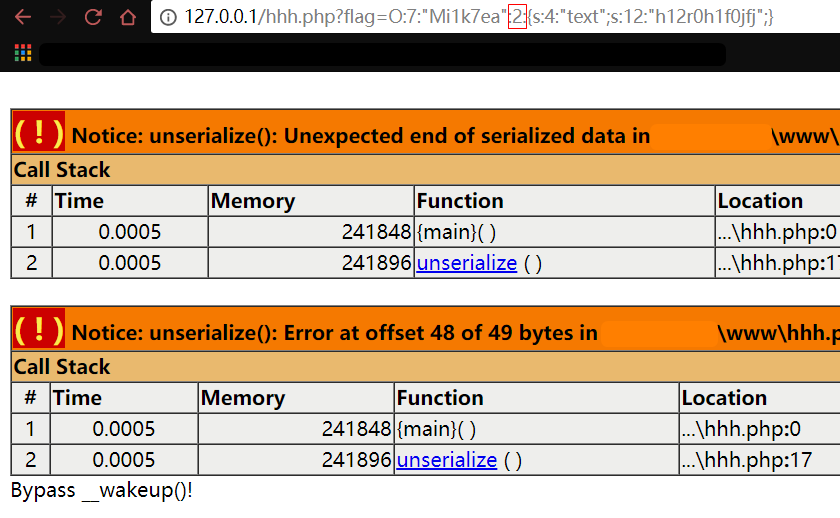 127.0.0.1/hhh.php?flag=O:7:"Mi1k7ea":2:{s:4:"text";s:12:"h12r0h1f0jfj";}
( ! ) Notice: unserialize(): Unexpected end of serialized data in \www\
Call Stack
# Time Memory Function Location
1 0.0005 241848 {main}( ) ...\hhh.php:0
2 0.0005 241896 unserialize ( ) ...\hhh.php:17
( ! ) Notice: unserialize(): Error at offset 48 of 49 bytes in \www\hhh.p
Call Stack
# Time Memory Function Location
1 0.0005 241848 {main}( ) ...\hhh.php:0
2 0.0005 241896 unserialize ( ) ...\hhh.php:17
Bypass __wakeup()!